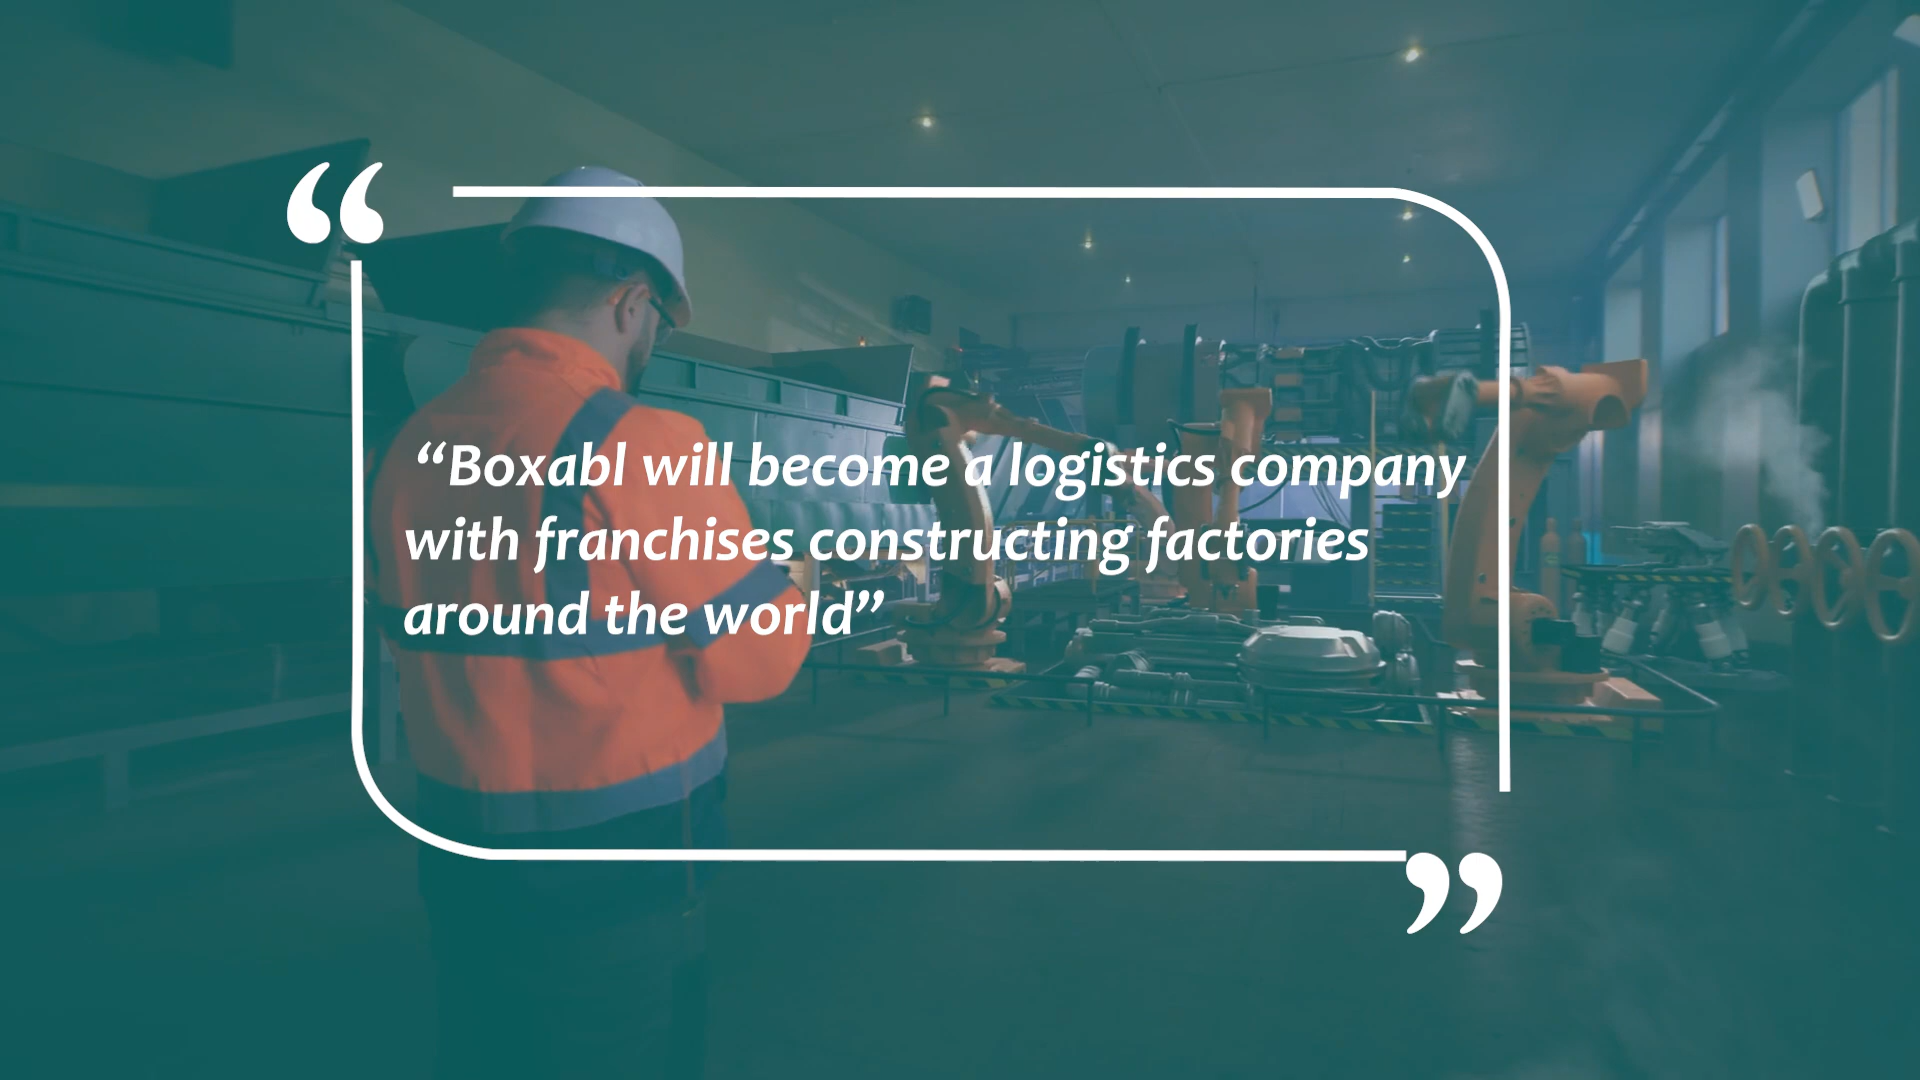 “Boxabl will become a logistics company
with franchises constructing factories
around the world”